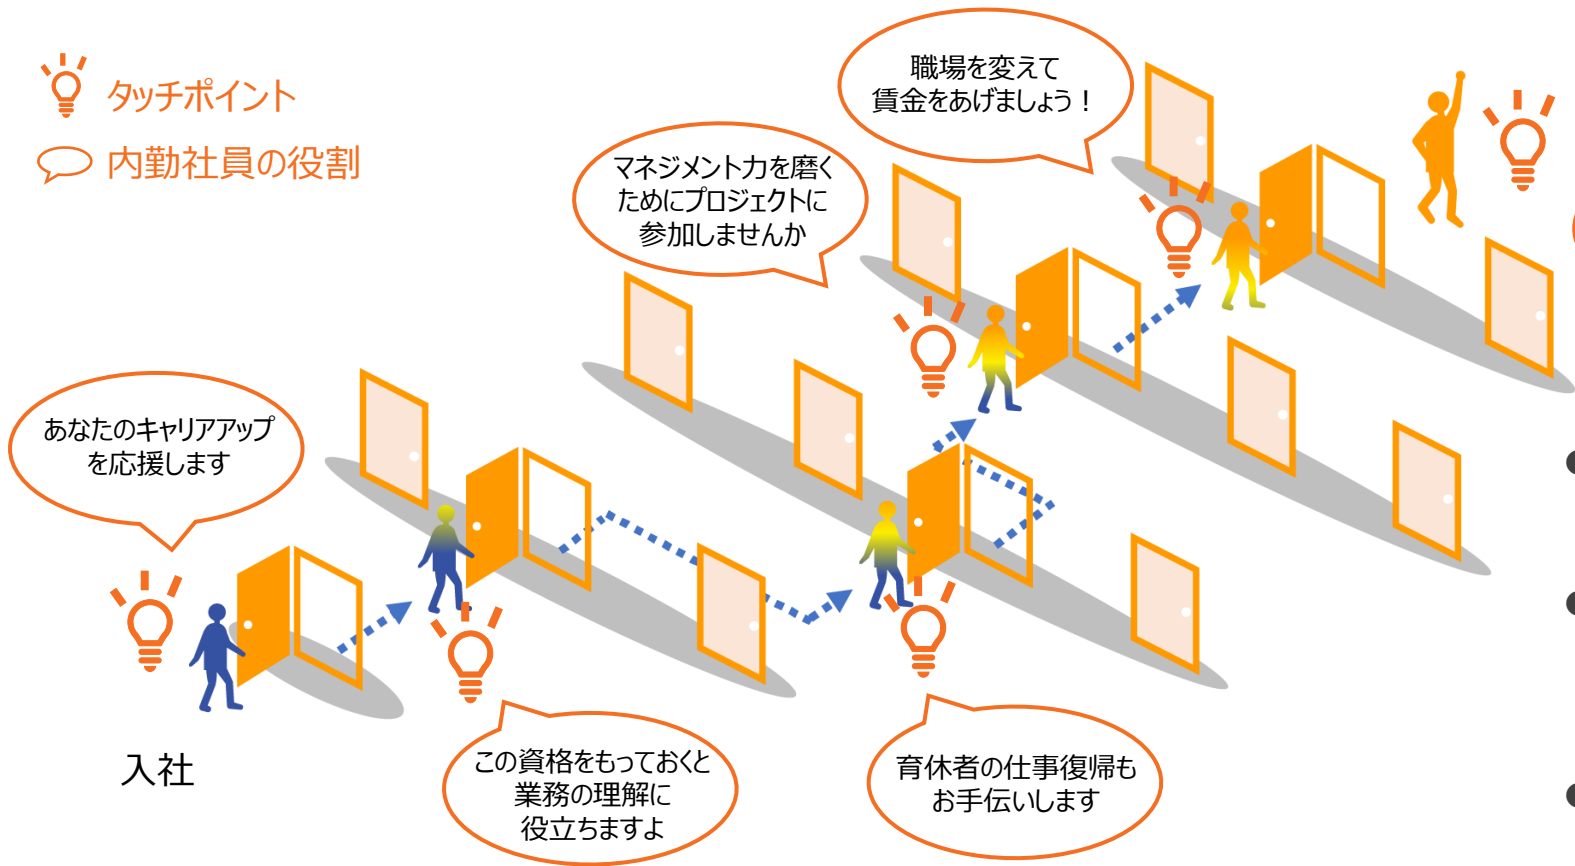 タッチポイント
内勤社員の役割
職場を変えて
賃金をあげましょう！
マネジメント力を磨く
ためにプロジェクトに
参加しませんか
あなたのキャリアアップ
を応援します
この資格をもっておくと
業務の理解に
役立ちますよ
育休者の仕事復帰も
お手伝いします
入社